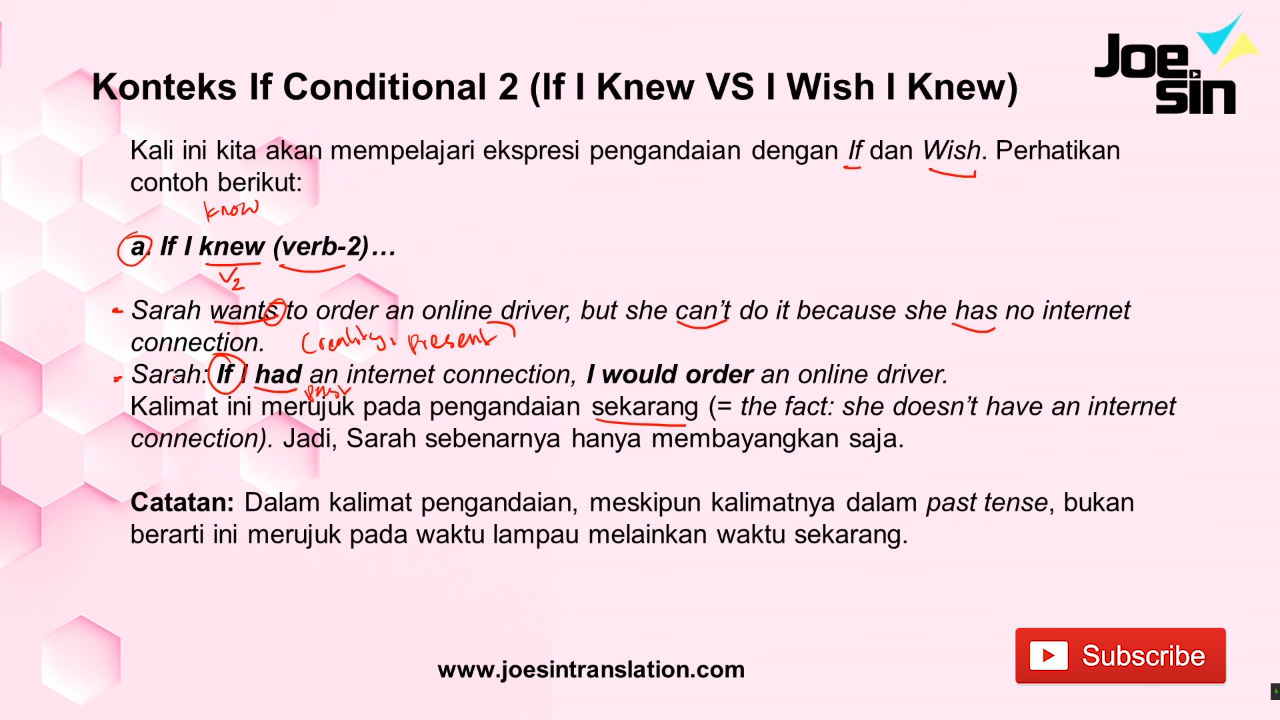 Joe sin
Konteks If Conditional 2 (If I Knew VS I Wish I Knew)
Kali ini kita akan mempelajari ekspresi pengandaian dengan If dan Wish. Perhatikan
contoh berikut:
know
a. If I knew (verb-2)…
V2
Sarah wants to order an online driver, but she can’t do it because she has no internet
connection.
(reality: present)
Sarah: If I had an internet connection, I would order an online driver.
past
Kalimat ini merujuk pada pengandaian sekarang (= the fact: she doesn’t have an internet
connection). Jadi, Sarah sebenarnya hanya membayangkan saja.
Catatan: Dalam kalimat pengandaian, meskipun kalimatnya dalam past tense, bukan
berarti ini merujuk pada waktu lampau melainkan waktu sekarang.
Subscribe
www.joesintranslation.com